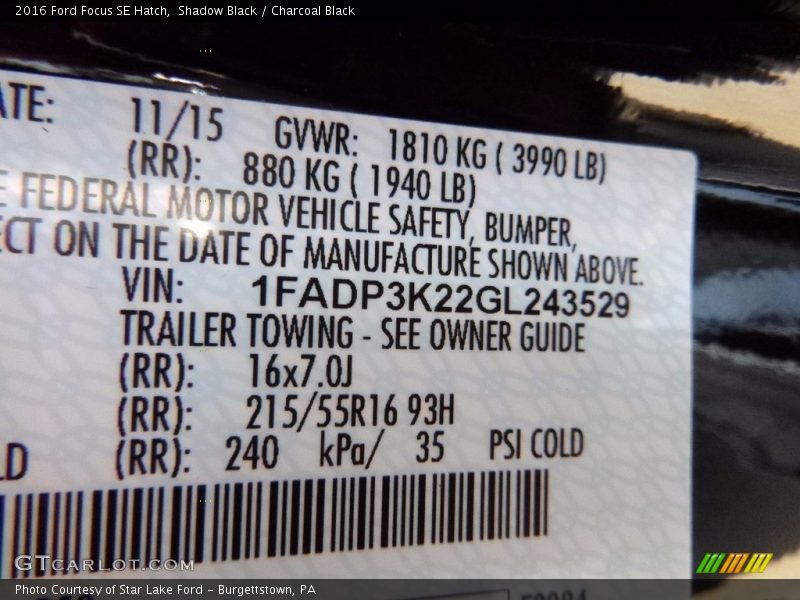 2016 Ford Focus SE Hatch, Shadow Black / Charcoal Black
ATE: 11/15 GVWR: 1810 KG ( 3990 LB)
(RR): 880 KG ( 1940 LB)
E FEDERAL MOTOR VEHICLE SAFETY, BUMPER,
ECT ON THE DATE OF MANUFACTURE SHOWN ABOVE.
VIN: 1FADP3K22GL243529
TRAILER TOWING - SEE OWNER GUIDE
(RR): 16x7.0J
(RR): 215/55R16 93H
LD (RR): 240 kPa/ 35 PSI COLD
GTcarlot.com
Photo Courtesy of Star Lake Ford - Burgettstown, PA